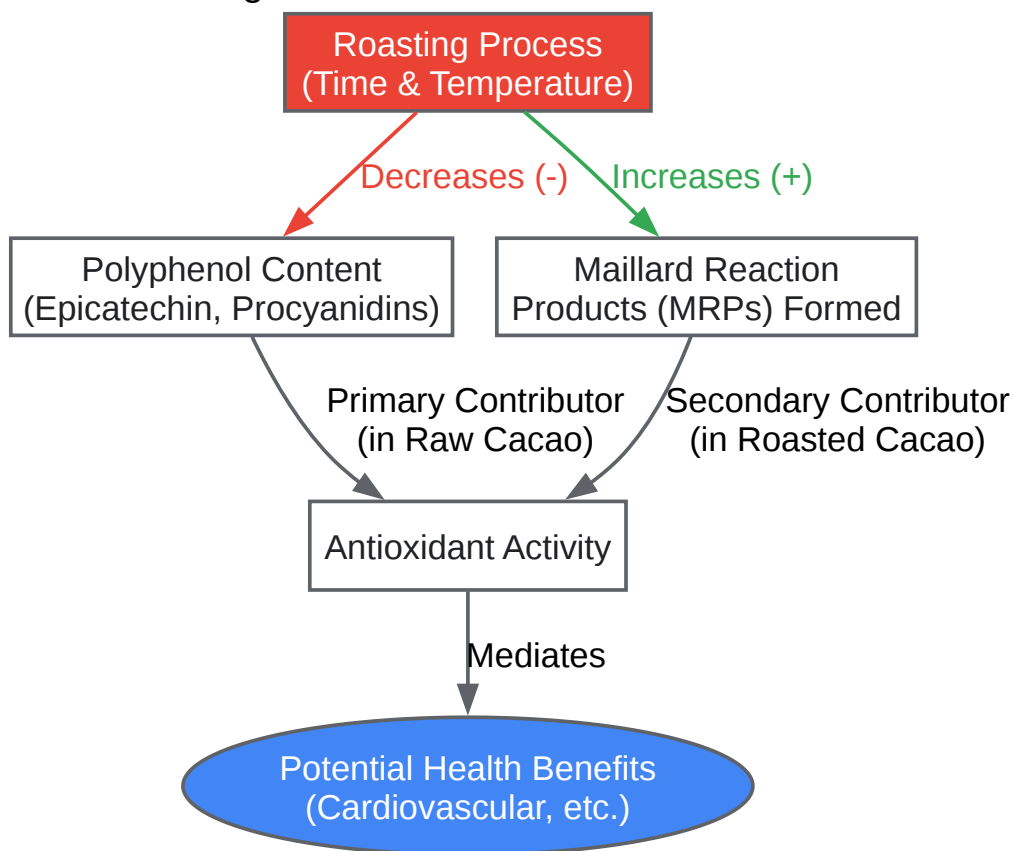 Roasting Process
(Time & Temperature)
Decreases (-)
Increases (+)
Polyphenol Content
(Epicatechin, Procyanidins)
Maillard Reaction
Products (MRPs) Formed
Primary Contributor
(in Raw Cacao)
Secondary Contributor
(in Roasted Cacao)
Antioxidant Activity
Mediates
Potential Health Benefits
(Cardiovascular, etc.)